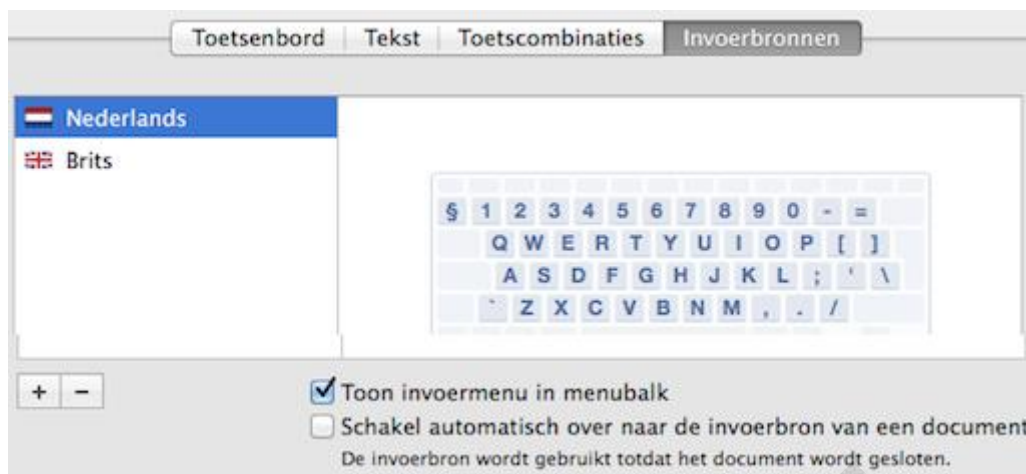 Toetsenbord Tekst Toetscombinaties Invoerbronnen
Nederlands
Brits
§ 1 2 3 4 5 6 7 8 9 0 - =
Q W E R T Y U I O P [ ]
A S D F G H J K L ; ' \
` Z X C V B N M , . /
+ -
Toon invoermenu in menubalk
Schakel automatisch over naar de invoerbron van een document
De invoerbron wordt gebruikt totdat het document wordt gesloten.